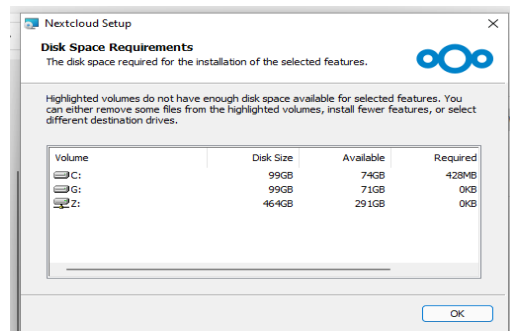 Nextcloud Setup
Disk Space Requirements
The disk space required for the installation of the selected features.
Highlighted volumes do not have enough disk space available for selected features. You
can either remove some files from the highlighted volumes, install fewer features, or select
different destination drives.
Volume Disk Size Available Required
C: 99GB 74GB 428MB
G: 99GB 71GB 0KB
Z: 464GB 291GB 0KB
OK